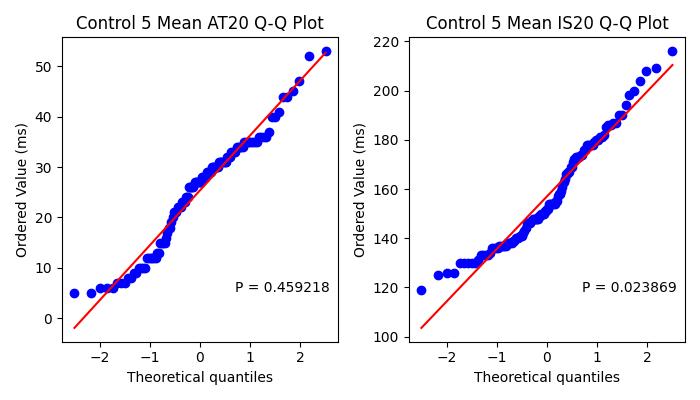 Control 5 Mean AT20 Q-Q Plot
Ordered Value (ms)
50
40
30
20
10
0
P = 0.459218
−2 −1 0 1 2
Theoretical quantiles
Control 5 Mean IS20 Q-Q Plot
Ordered Value (ms)
220
200
180
160
140
120
100
P = 0.023869
−2 −1 0 1 2
Theoretical quantiles